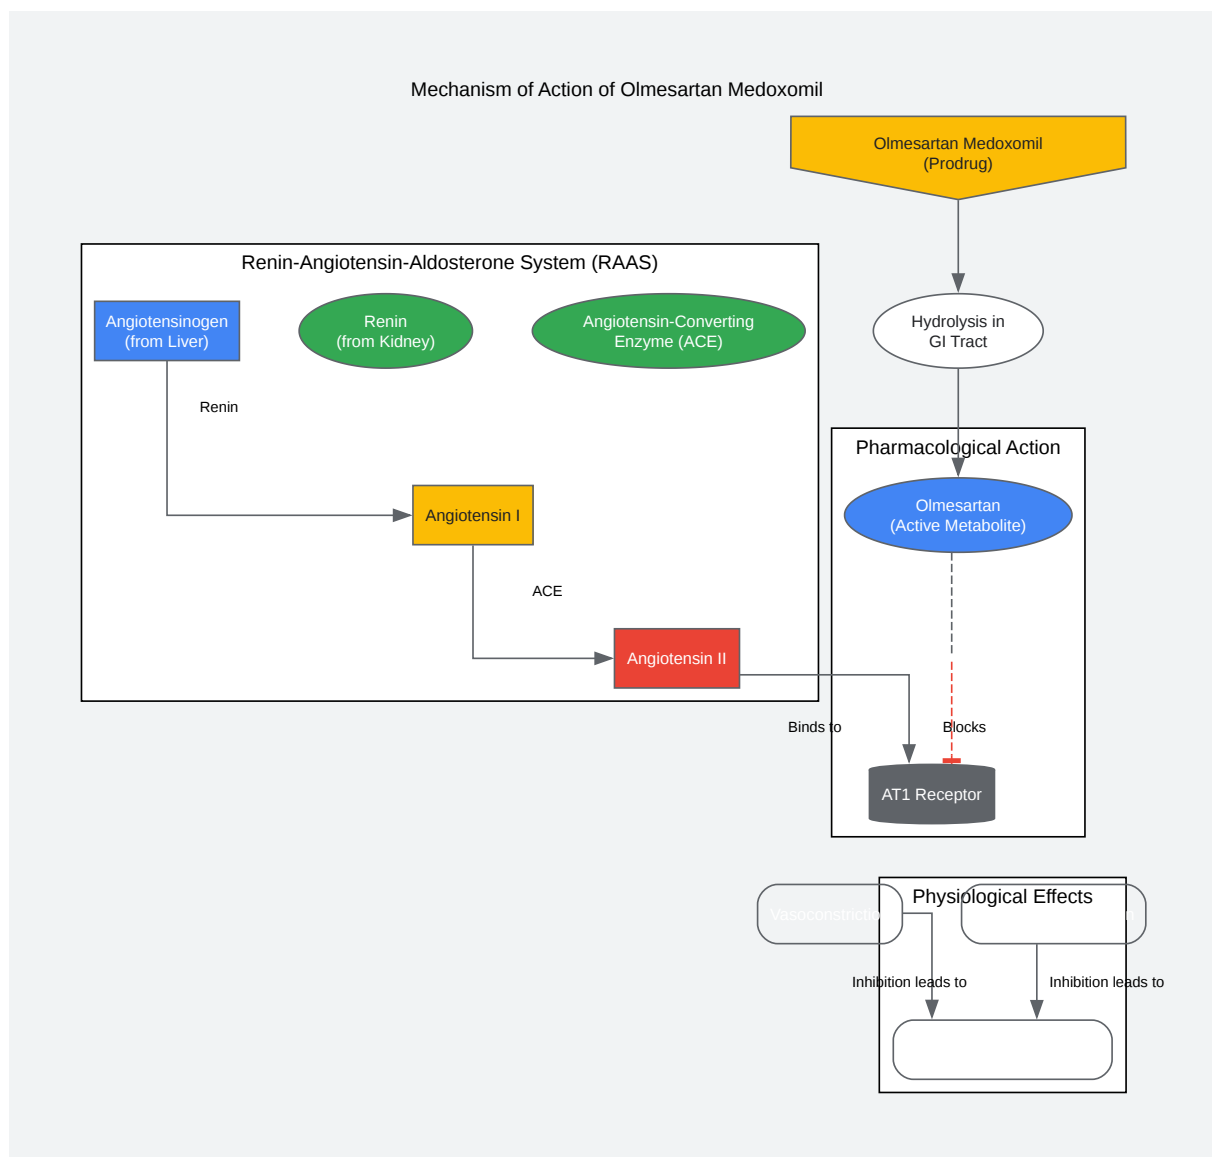 Mechanism of Action of Olmesartan Medoxomil
Olmesartan Medoxomil
(Prodrug)
Renin-Angiotensin-Aldosterone System (RAAS)
Angiotensinogen
(from Liver)
Renin
(from Kidney)
Angiotensin-Converting
Enzyme (ACE)
Hydrolysis in
GI Tract
Renin
Pharmacological Action
Olmesartan
(Active Metabolite)
Angiotensin I
ACE
Angiotensin II
Binds to
Blocks
AT1 Receptor
Physiological Effects
Inhibition leads to
Inhibition leads to